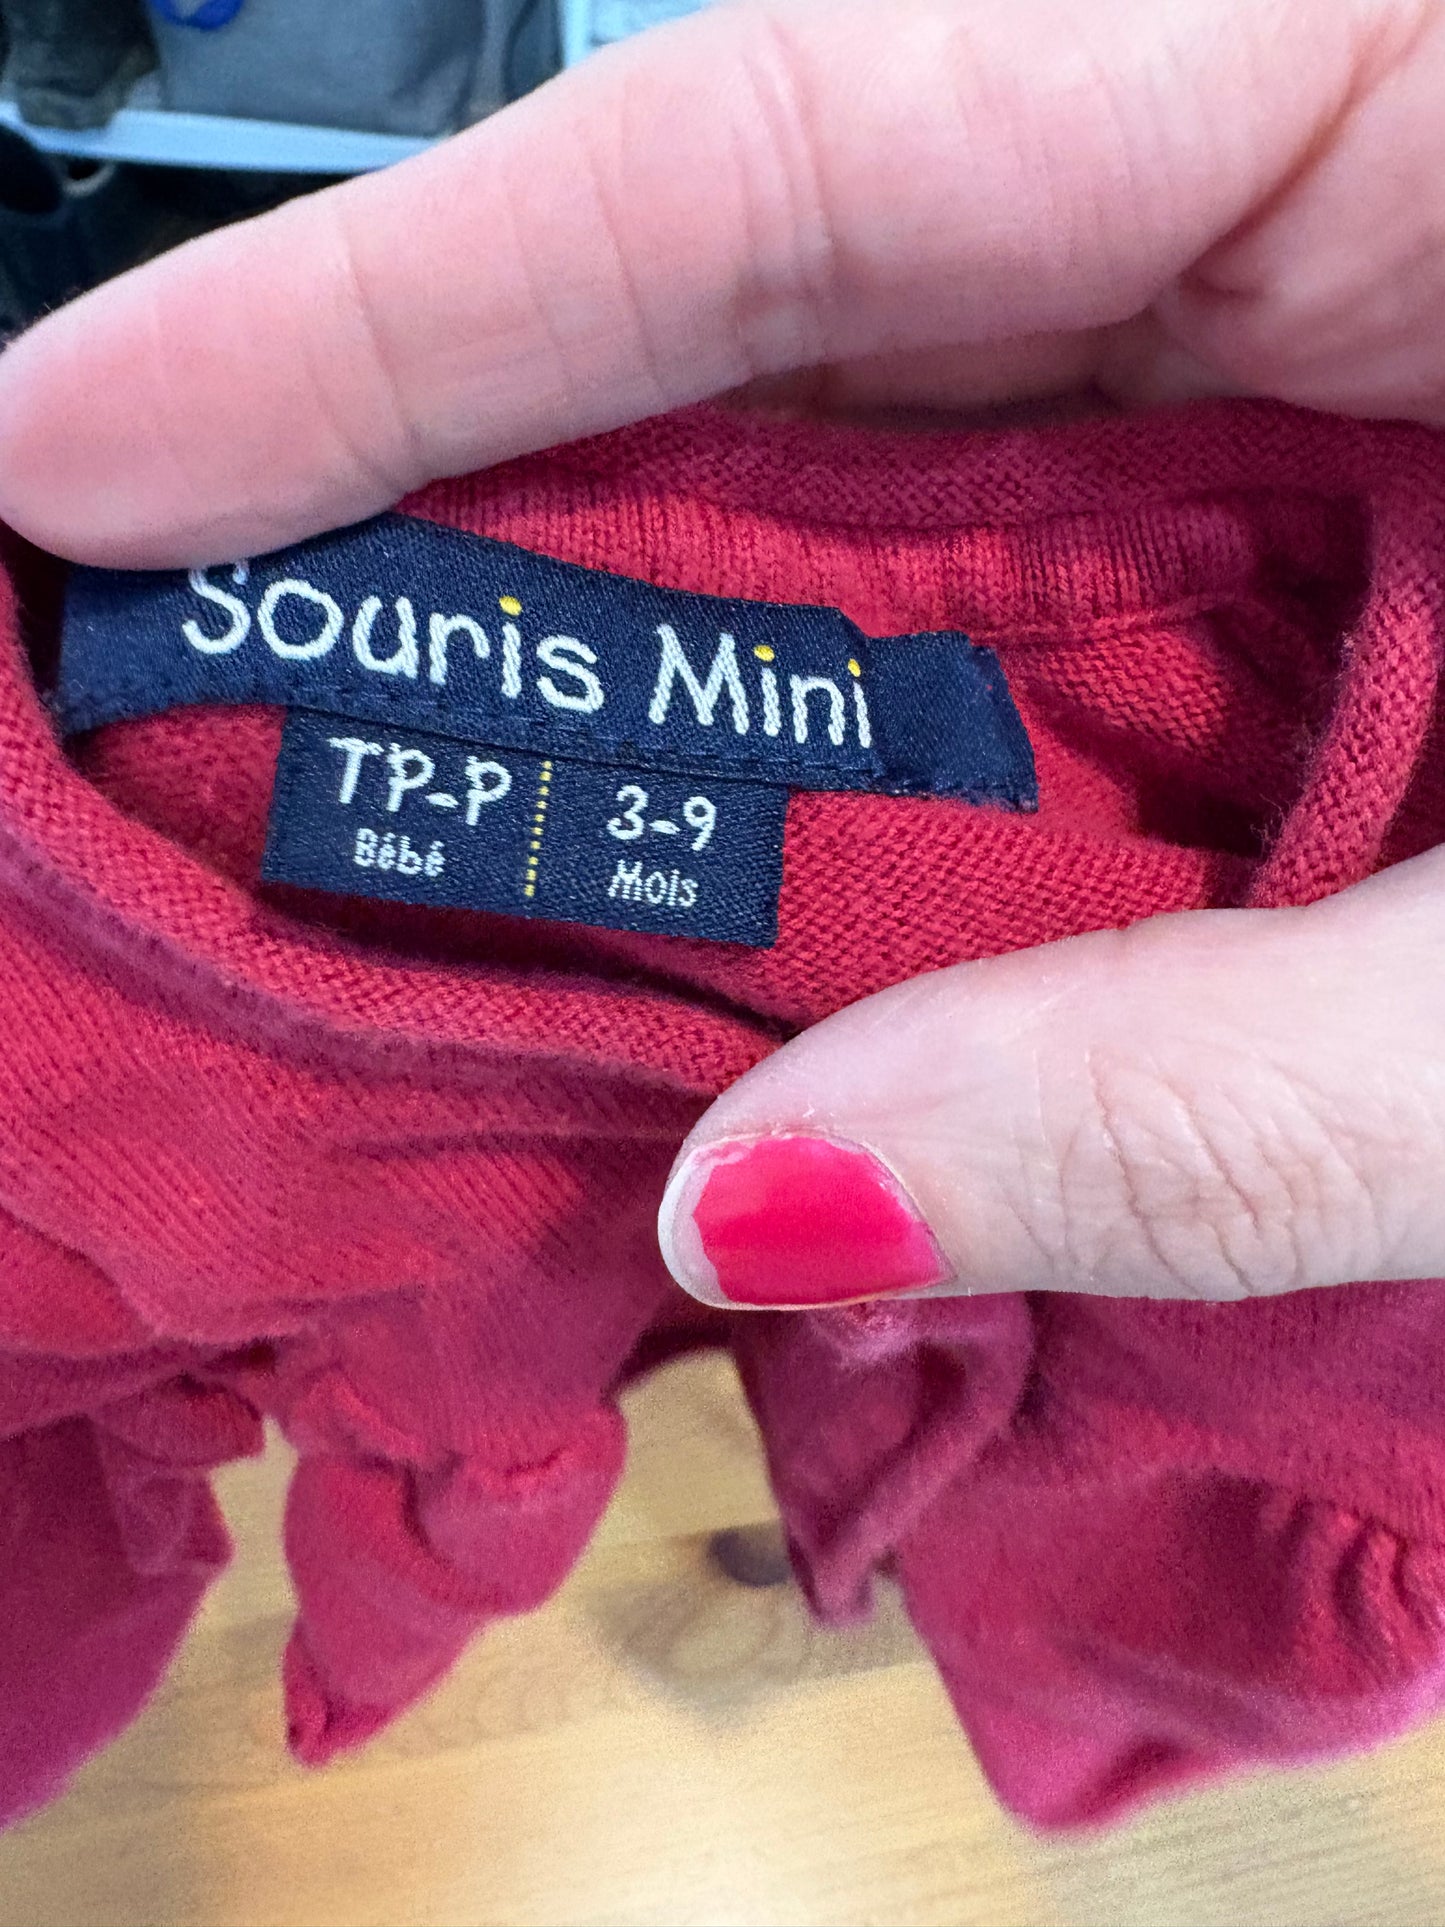 Souris Mini
TP-P 3-9
Bébé Mois